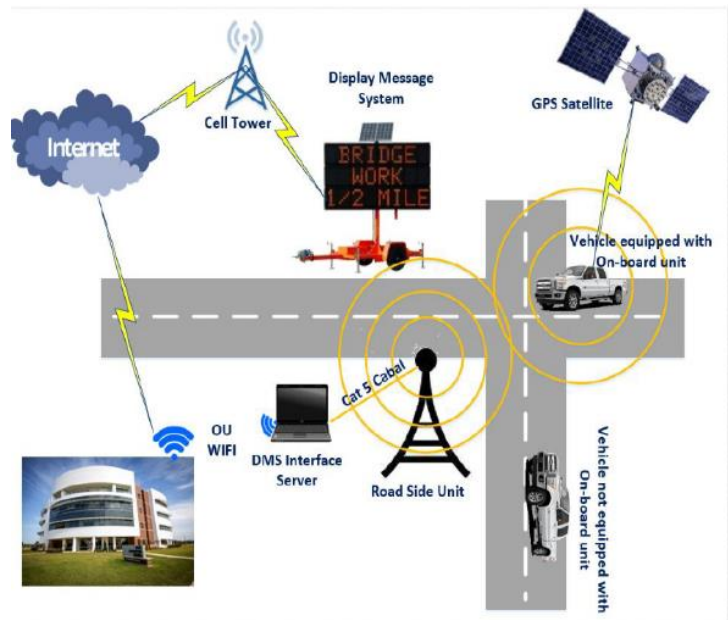 Display Message
System
Cell Tower
GPS Satellite
Internet
BRIDGE
WORK
1/2 MILE
Vehicle equipped with
On-board unit
Cat 5 Cabal
OU
WIFI
DMS Interface
Server
Road Side Unit
Vehicle not equipped with
On-board unit